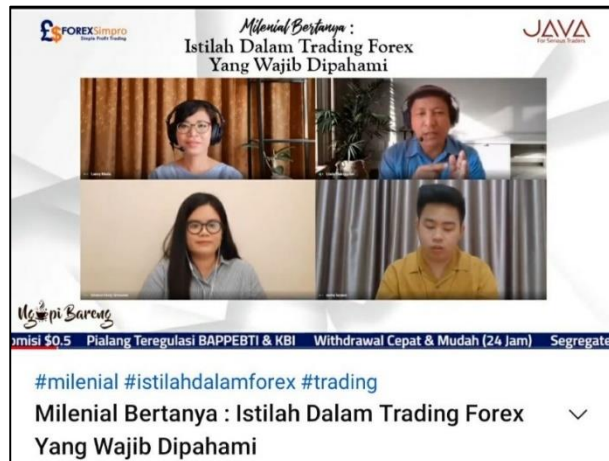 FOREXSimpro
Simple Profit Trading
Milenial Bertanya :
JAVA
For Serious Traders
Istilah Dalam Trading Forex
Yang Wajib Dipahami
Ngopi Bareng
omisi $0.5 Pialang Teregulasi BAPPEBTI & KBI Withdrawal Cepat & Mudah (24 Jam) Segregate
#milenial #istilahdalamforex #trading
Milenial Bertanya : Istilah Dalam Trading Forex
Yang Wajib Dipahami